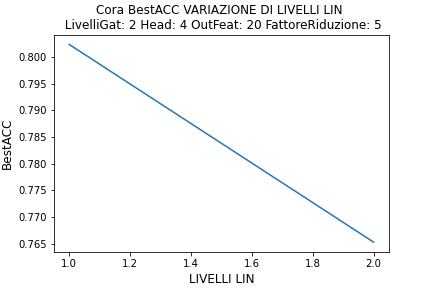 Cora BestACC VARIAZIONE DI LIVELLI LIN
LivelliGat: 2 Head: 4 OutFeat: 20 FattoreRiduzione: 5
BestACC
0.800
0.795
0.790
0.785
0.780
0.775
0.770
0.765
1.0 1.2 1.4 1.6 1.8 2.0
LIVELLI LIN